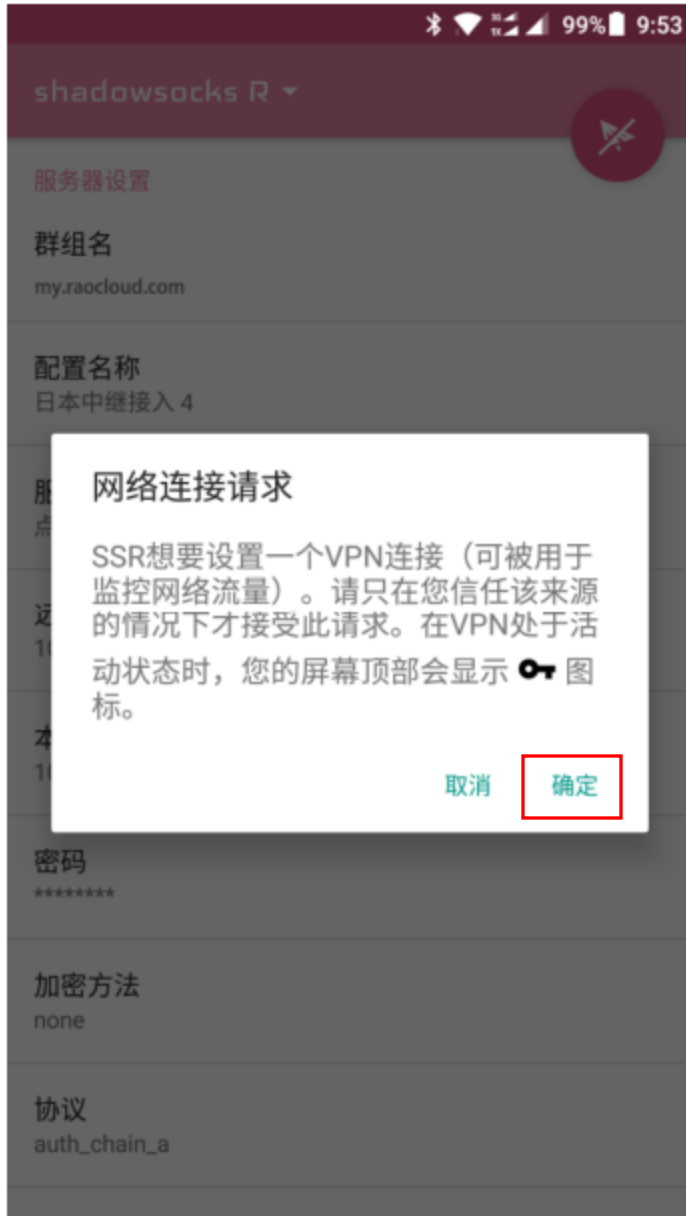 3G
1X
99%
9:53
shadowsocks R
服务器设置
群组名
my.raocloud.com
配置名称
日本中继接入 4
网络连接请求
SSR想要设置一个VPN连接（可被用于
监控网络流量）。请只在您信任该来源
的情况下才接受此请求。在VPN处于活
动状态时，您的屏幕顶部会显示 图
标。
取消 确定
密码
********
加密方法
none
协议
auth_chain_a